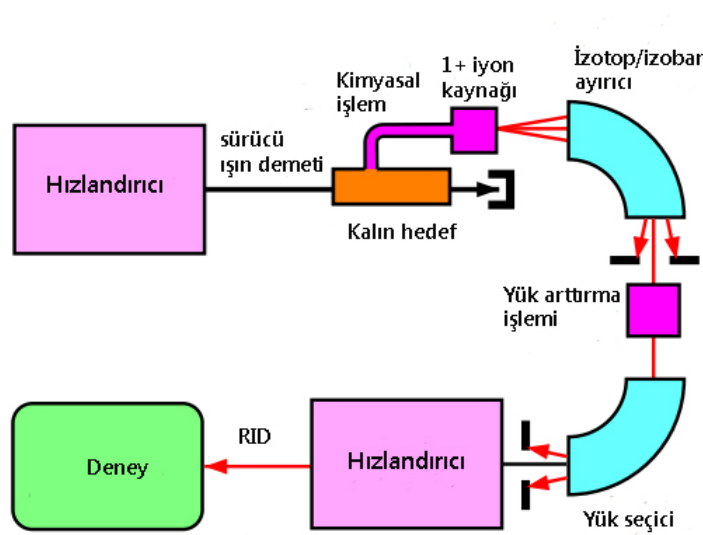 İzotop/izobar
ayırıcı
1+ iyon
kaynağı
Kimyasal
işlem
sürücü
ışın demeti
Hızlandırıcı
Kalın hedef
Yük arttırma
işlemi
RID
Deney
Hızlandırıcı
Yük seçici